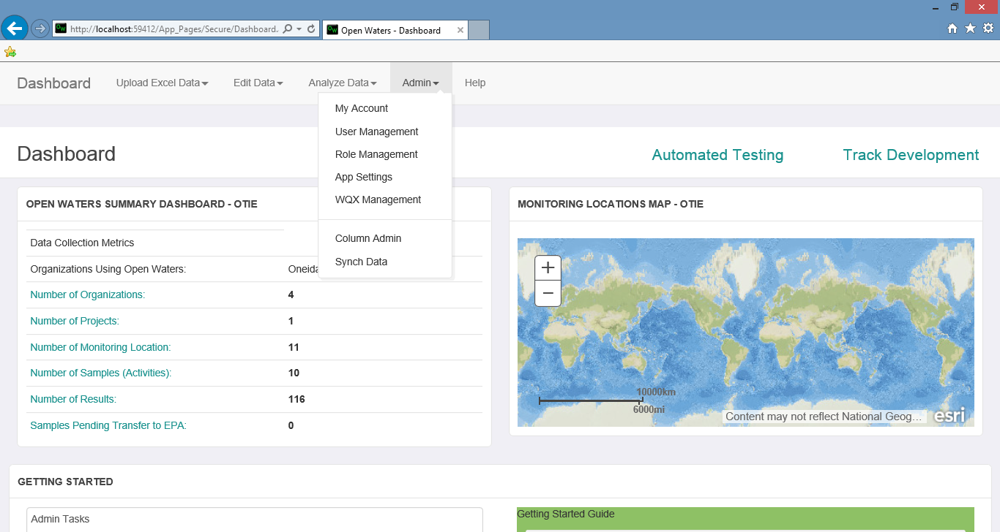 http://localhost:59412/App_Pages/Secure/Dashboard.
Open Waters - Dashboard
Dashboard Upload Excel Data Edit Data Analyze Data Admin Help
My Account
User Management
Role Management
App Settings
WQX Management
Column Admin
Synch Data
Dashboard
Automated Testing Track Development
OPEN WATERS SUMMARY DASHBOARD - OTIE
Data Collection Metrics
Organizations Using Open Waters: Oneida
Number of Organizations: 4
Number of Projects: 1
Number of Monitoring Location: 11
Number of Samples (Activities): 10
Number of Results: 116
Samples Pending Transfer to EPA: 0
MONITORING LOCATIONS MAP - OTIE
+
−
10000km
6000mi
Content may not reflect National Geog…
esri
GETTING STARTED
Admin Tasks
Getting Started Guide